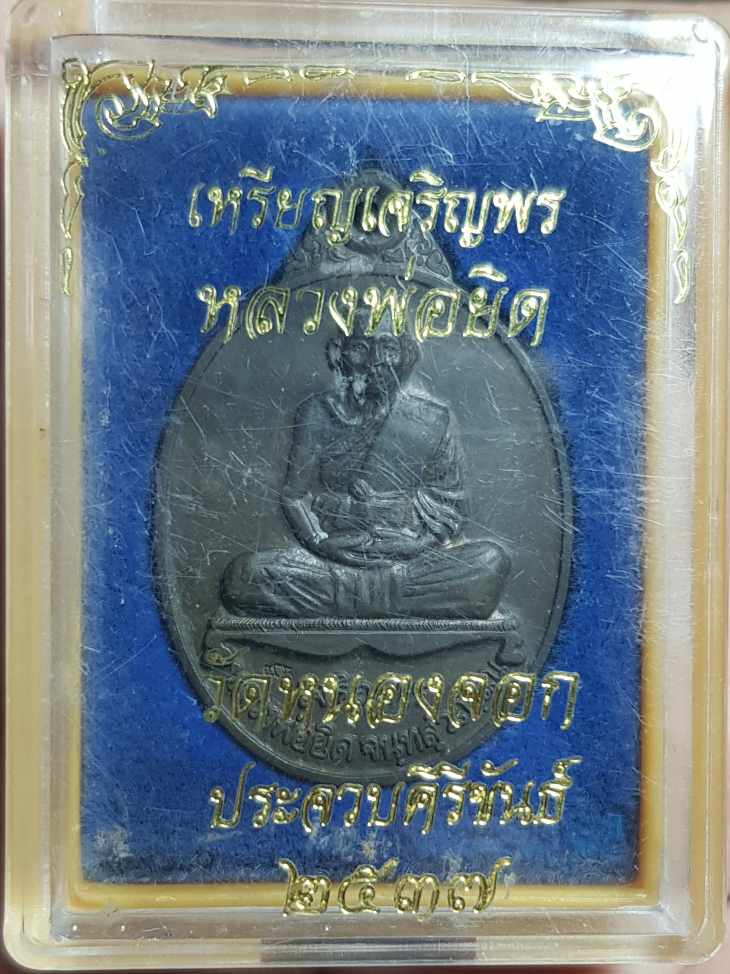 เหรียญเจริญพร
หลวงพ่อยิด
วัดหนองจอก
ประจวบคีรีขันธ์
๒๕๓๗